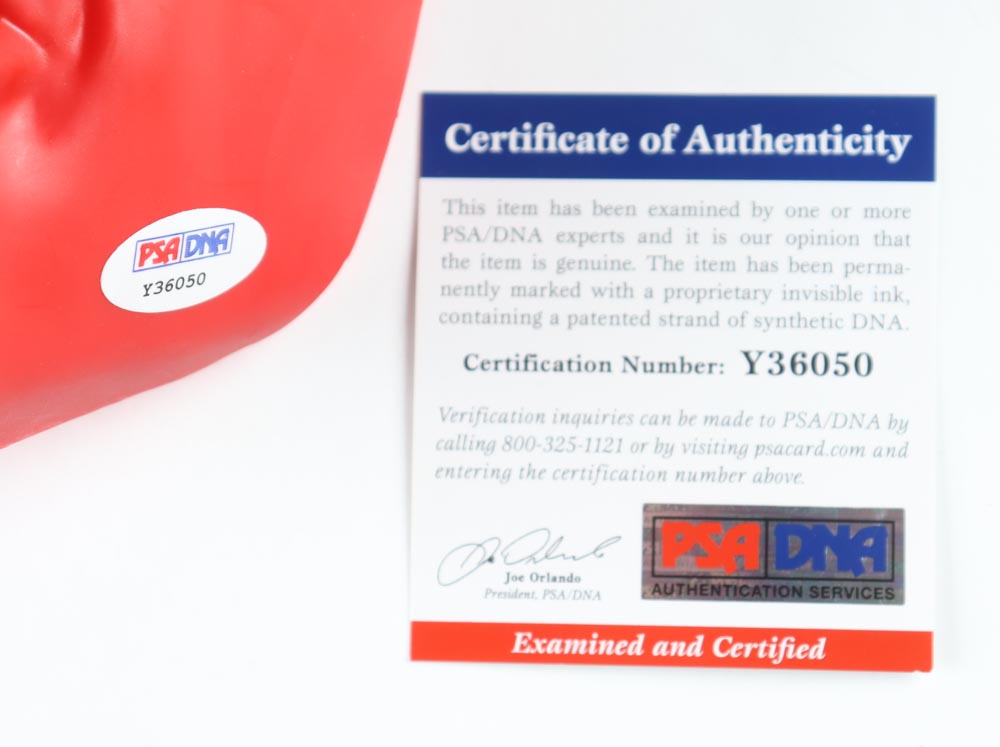 PSA DNA
Y36050
Certificate of Authenticity
This item has been examined by one or more
PSA/DNA experts and it is our opinion that
the item is genuine. The item has been perma-
nently marked with a proprietary invisible ink,
containing a patented strand of synthetic DNA.
Certification Number: Y36050
Verification inquiries can be made to PSA/DNA by
calling 800-325-1121 or by visiting psacard.com and
entering the certification number above.
Joe Orlando
Joe Orlando
President, PSA/DNA
PSA DNA
AUTHENTICATION SERVICES
Examined and Certified